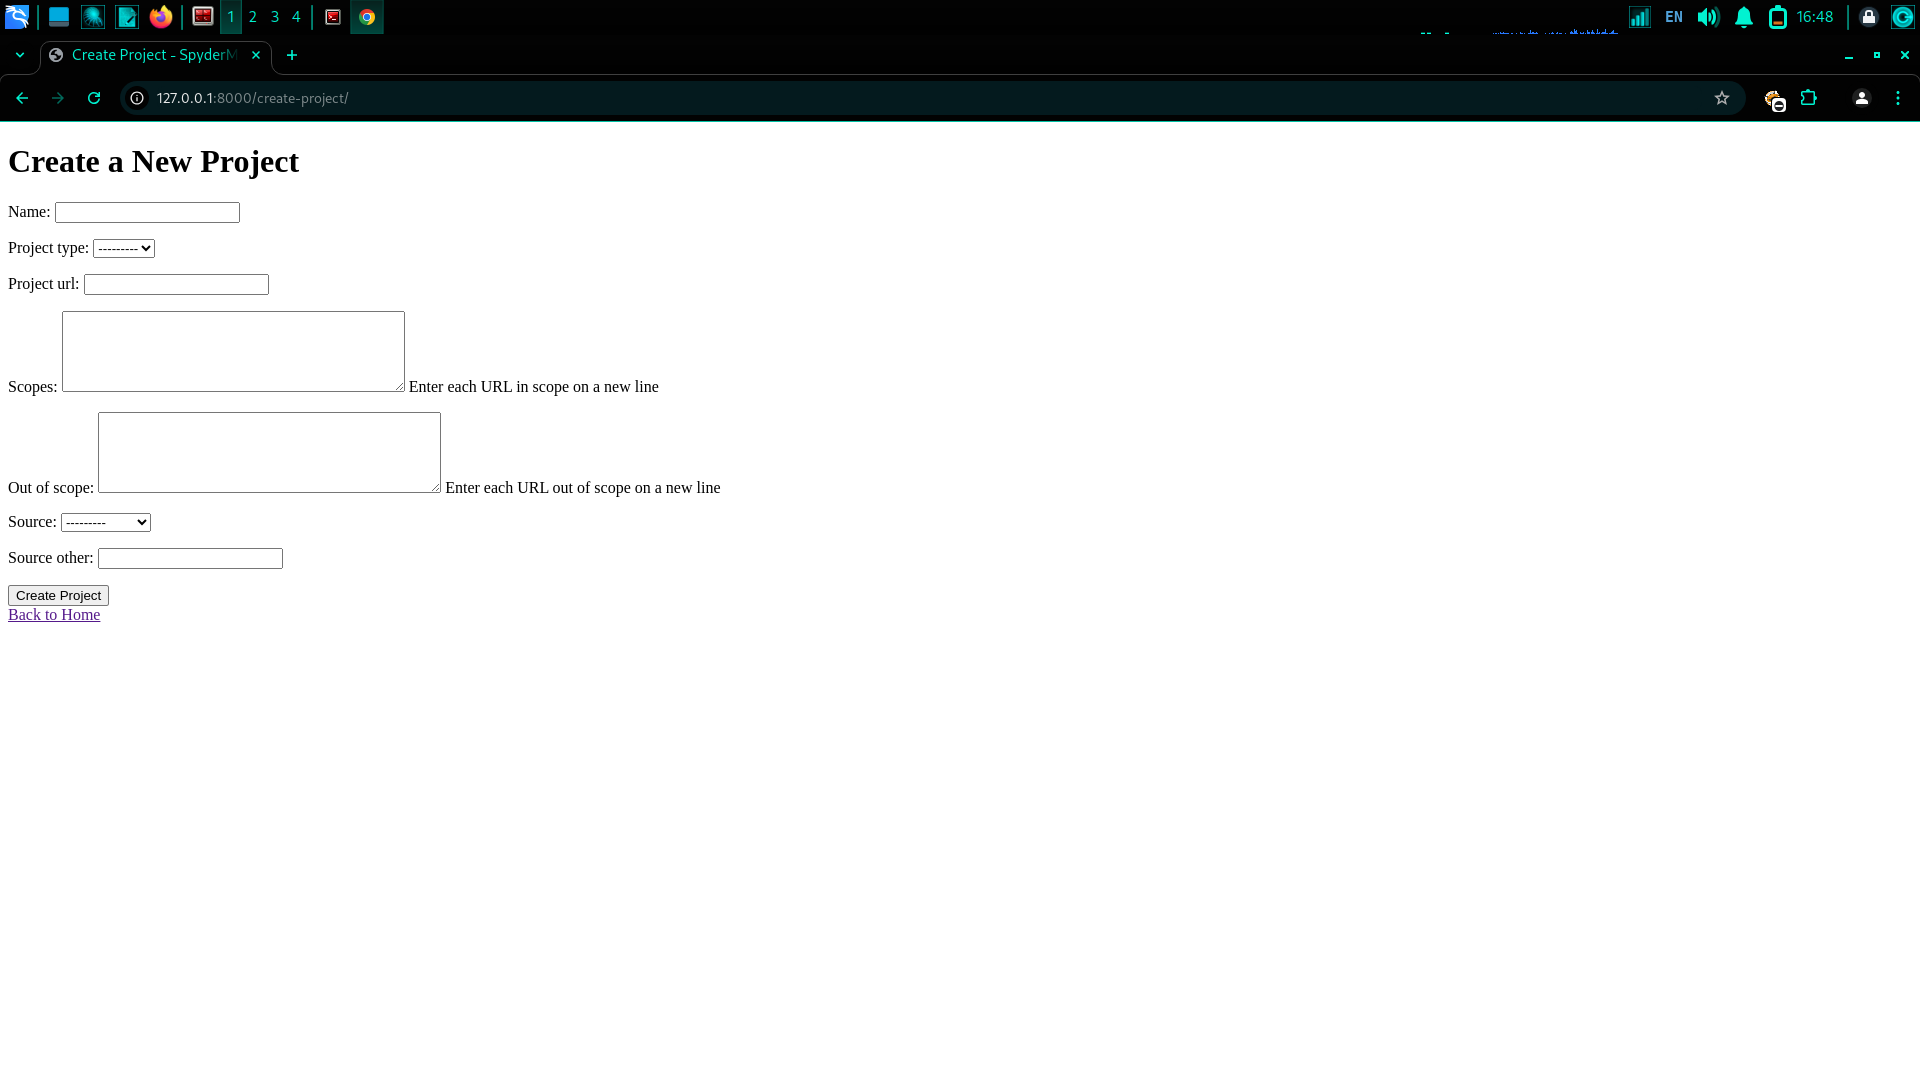 1 2 3 4
EN 16:48
Create Project - SpyderM
127.0.0.1:8000/create-project/
Create a New Project
Name:
Project type: ---------
Project url:
Scopes: Enter each URL in scope on a new line
Out of scope: Enter each URL out of scope on a new line
Source: ---------
Source other:
Create Project
Back to Home